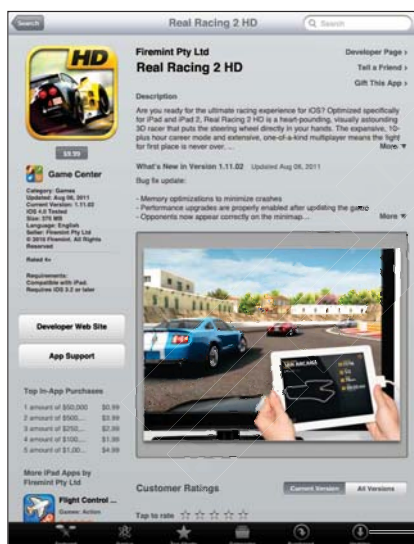 Search
Real Racing 2 HD
Search
HD
$9.99
Game Center
Category: Games
Updated: Aug 08, 2011
Current Version: 1.11.02
iOS 4.0 Tested
Size: 376 MB
Language: English
Seller: Firemint Pty Ltd
© 2010 Firemint. All Rights
Reserved
Rated 4+
Requirements:
Compatible with iPad.
Requires iOS 3.2 or later
Developer Web Site
App Support
Top In-App Purchases
1 amount of $50,000 $0.99
2 amount of $500,... $3.99
3 amount of $250,... $2.99
4 amount of $100,... $1.99
5 amount of $1,00... $4.99
More iPad Apps by
Firemint Pty Ltd
Flight Control ...
Games: Action
Firemint Pty Ltd
Real Racing 2 HD
Developer Page ›
Tell a Friend ›
Gift This App ›
Description
Are you ready for the ultimate racing experience for iOS? Optimized specifically
for iPad and iPad 2, Real Racing 2 HD is a heart-pounding, visually astounding
3D racer that puts the steering wheel directly in your hands. The expansive, 10-
plus hour career mode and extensive, one-of-a-kind multiplayer means the fight
for first place is never over. ...
More ▼
What's New in Version 1.11.02 Updated Aug 08, 2011
Bug fix update:
- Memory optimizations to minimize crashes
- Performance upgrades are properly enabled after updating the game
- Opponents now appear correctly on the minimap...
More ▼
Customer Ratings
Current Version
All Versions
Tap to rate ☆ ☆ ☆ ☆ ☆